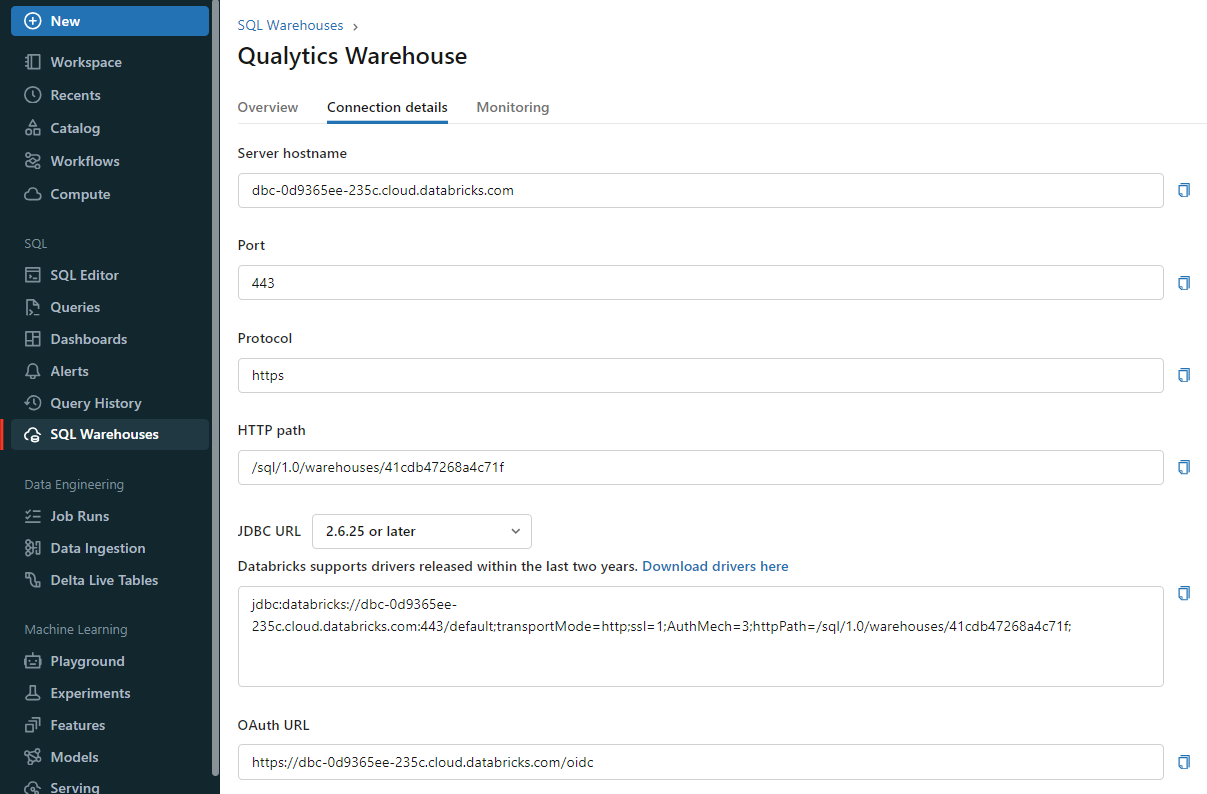 New
Workspace
Recents
Catalog
Workflows
Compute
SQL
SQL Editor
Queries
Dashboards
Alerts
Query History
SQL Warehouses
Data Engineering
Job Runs
Data Ingestion
Delta Live Tables
Machine Learning
Playground
Experiments
Features
Models
Serving
SQL Warehouses ›
Qualytics Warehouse
Overview Connection details Monitoring
Server hostname
dbc-0d9365ee-235c.cloud.databricks.com
Port
443
Protocol
https
HTTP path
/sql/1.0/warehouses/41cdb47268a4c71f
JDBC URL 2.6.25 or later
Databricks supports drivers released within the last two years. Download drivers here
jdbc:databricks://dbc-0d9365ee-
235c.cloud.databricks.com:443/default;transportMode=http;ssl=1;AuthMech=3;httpPath=/sql/1.0/warehouses/41cdb47268a4c71f;
OAuth URL
https://dbc-0d9365ee-235c.cloud.databricks.com/oidc